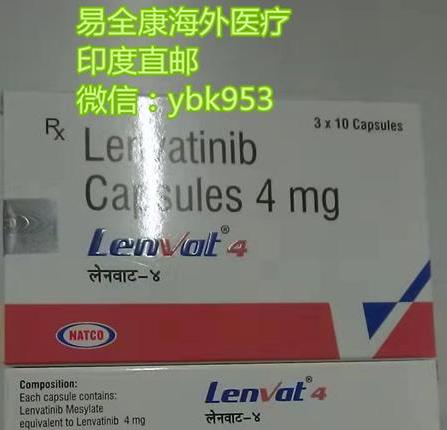 易全康海外医疗
印度直邮
微信：ybk953
Rx
3 x 10 Capsules
Lenvatinib
Capsules 4 mg
Lenvat® 4
लेनवाट-४
NATCO
Composition:
Each capsule contains:
Lenvatinib Mesylate
equivalent to Lenvatinib 4 mg
Lenvat® 4
लेनवाट-४